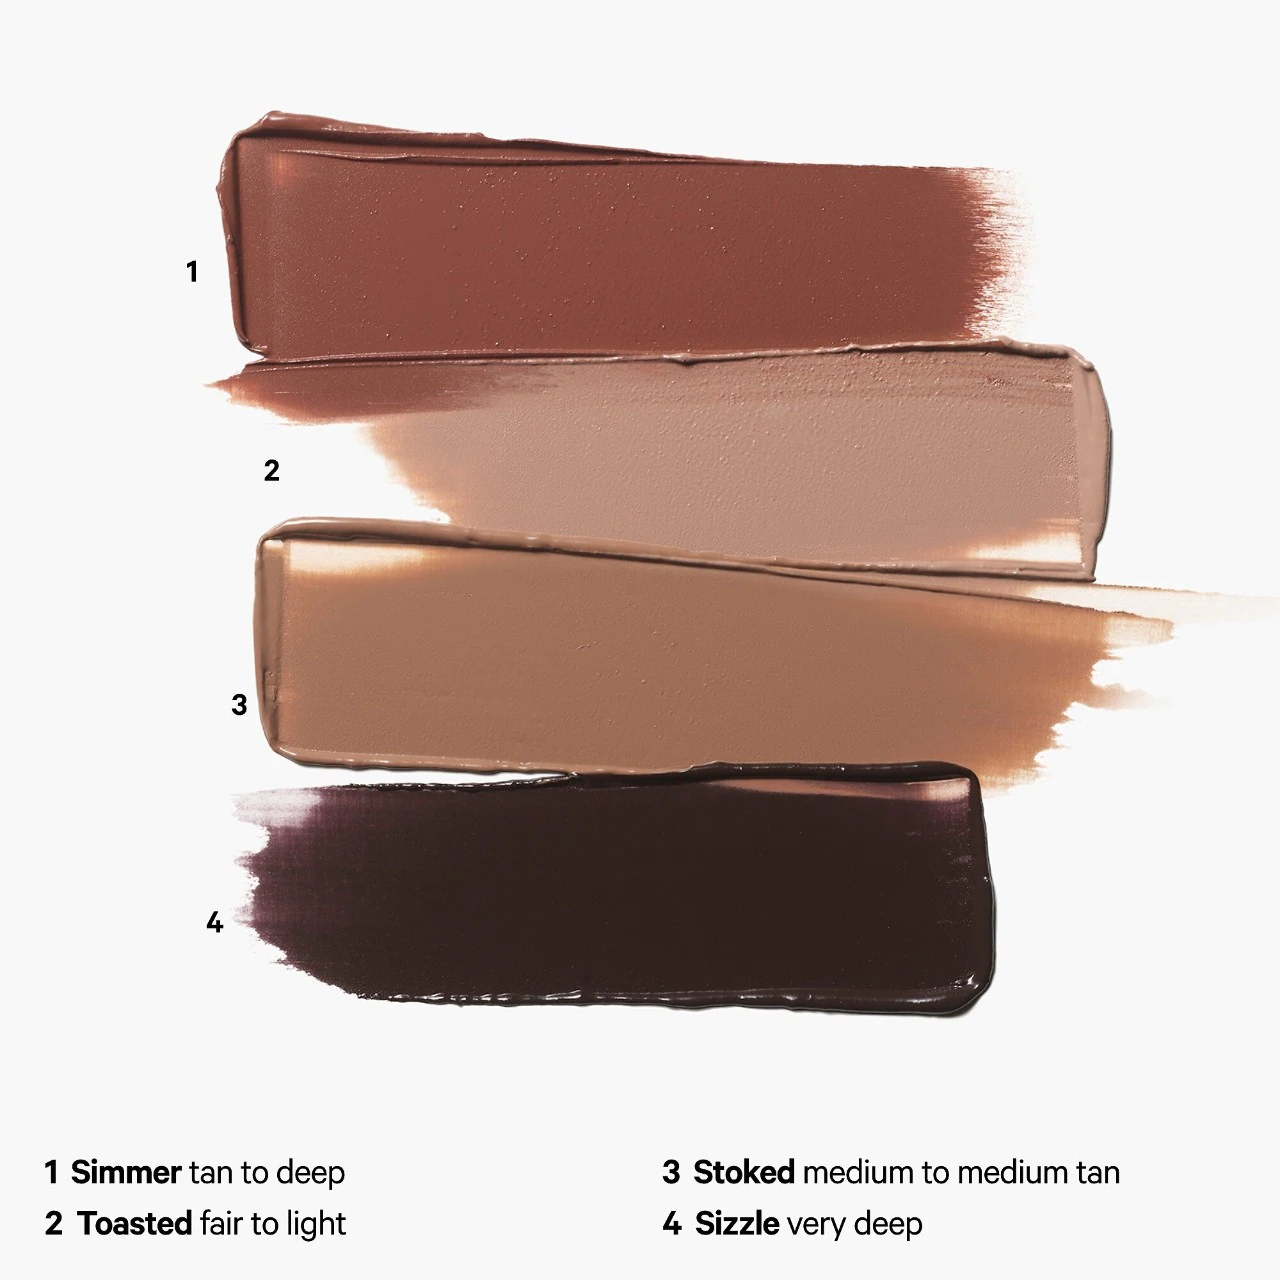 1
2
3
4
1 Simmer tan to deep
2 Toasted fair to light
3 Stoked medium to medium tan
4 Sizzle very deep